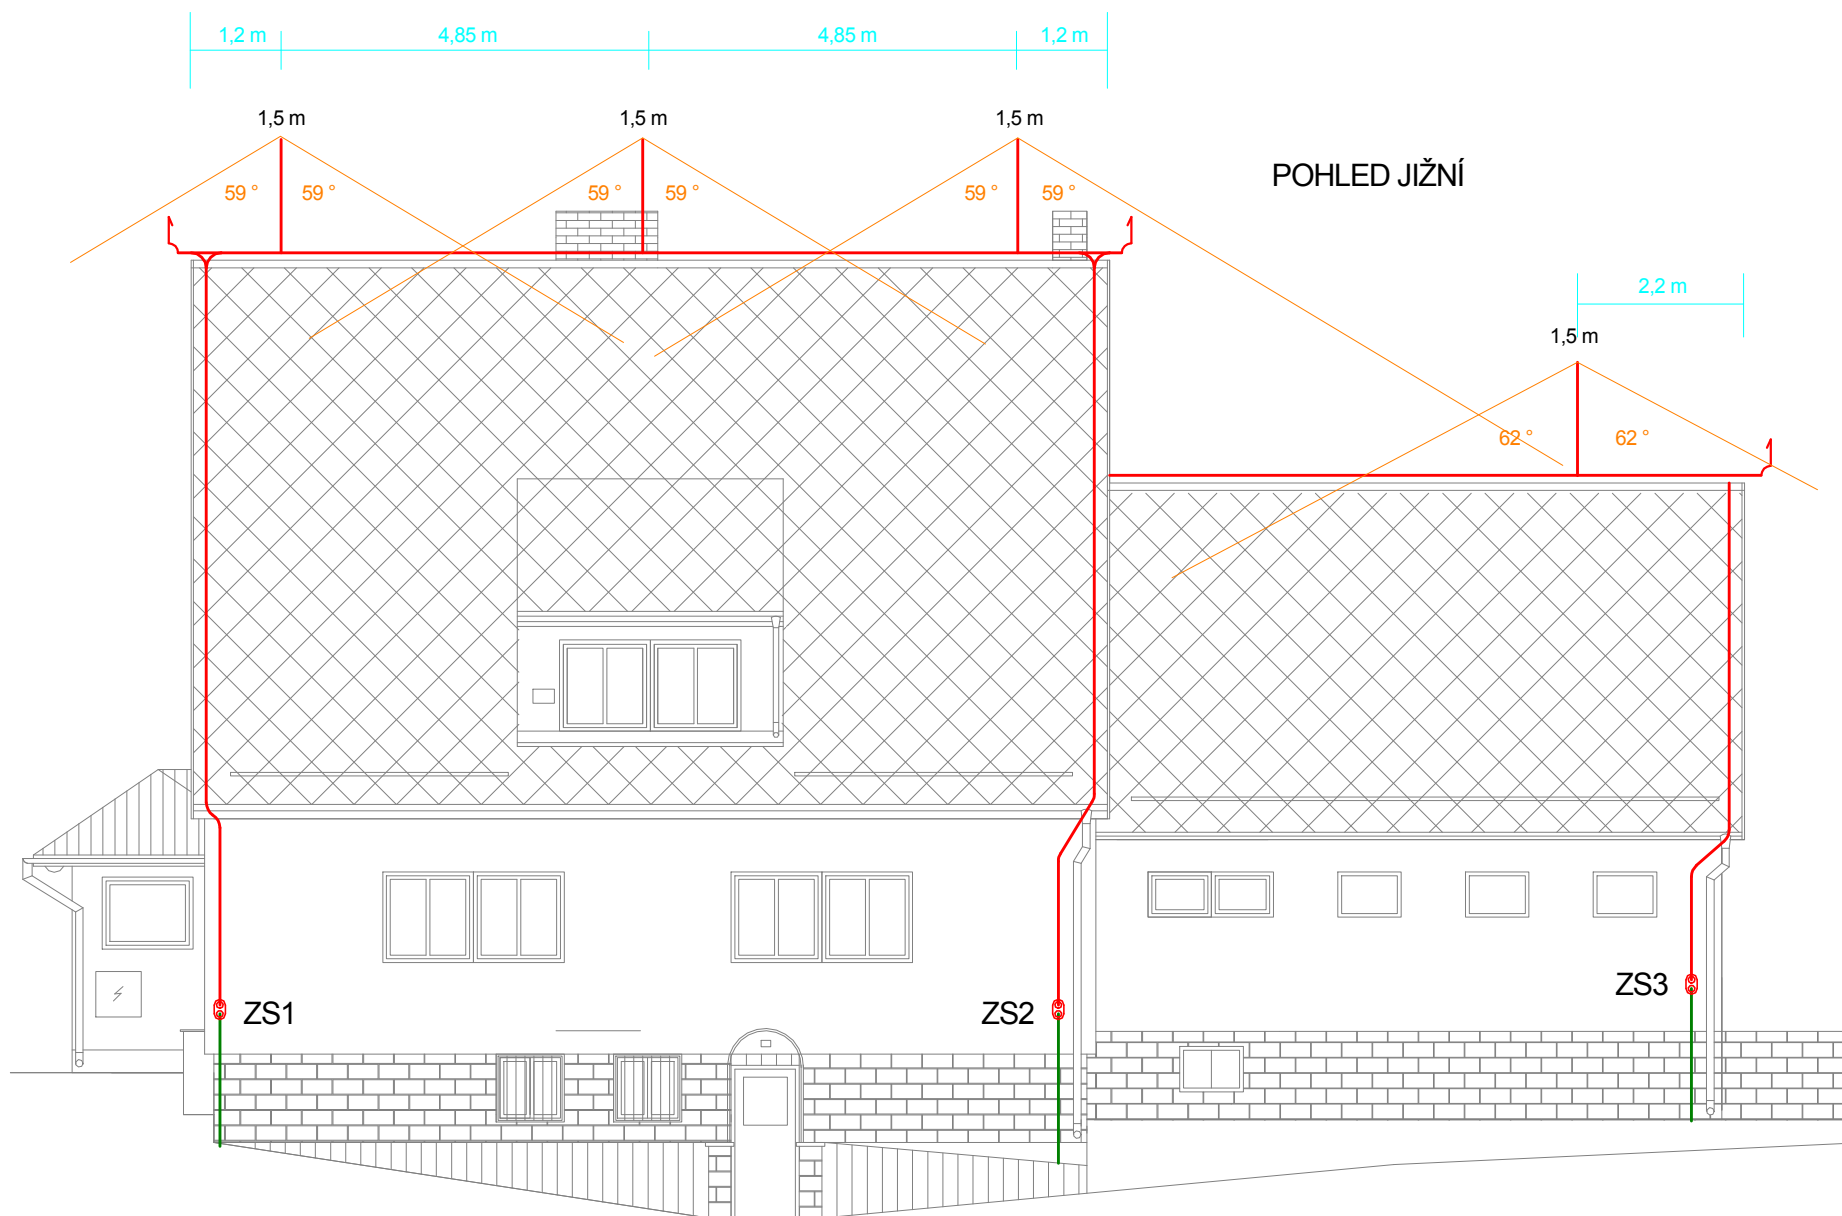 1,2 m 4,85 m 4,85 m 1,2 m
1,5 m 1,5 m 1,5 m
POHLED JIŽNÍ
59 ° 59 ° 59 ° 59 ° 59 ° 59 °
2,2 m
1,5 m
62 ° 62 °
ZS1 ZS2 ZS3